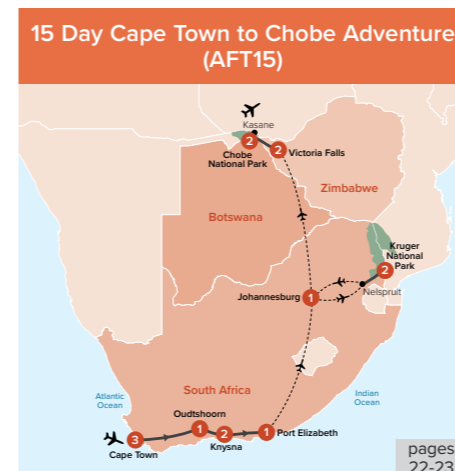 15 Day Cape Town to Chobe Adventure
(AFT15)
Kasane
2
2
Chobe
National Park
Victoria Falls
Zimbabwe
Botswana
Kruger
National
Park
2
Nelspruit
Johannesburg
1
Atlantic
Ocean
South Africa
Indian
Ocean
Oudtshoorn
3
1
2
1
Port Elizabeth
Knysna
Cape Town
pages
22-23